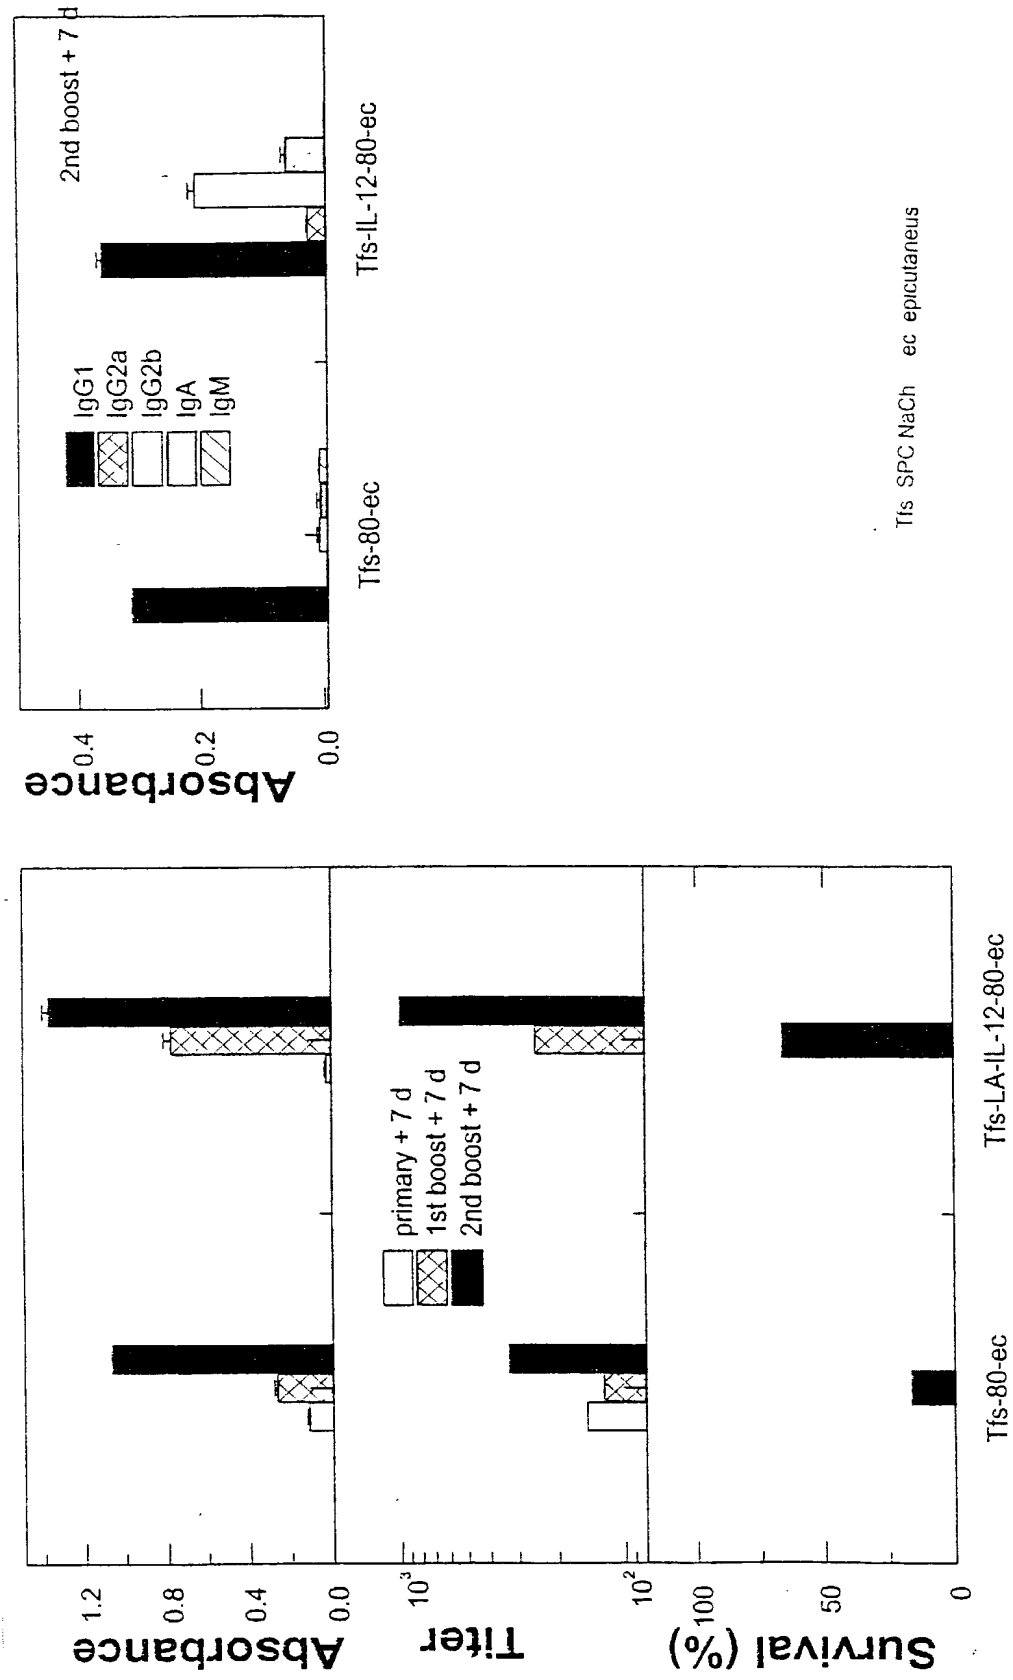 Absorbance
1.2
0.8
0.4
0.0
Titer
10³
10²
primary + 7 d
1st boost + 7 d
2nd boost + 7 d
Survival (%)
100
50
0
Tfs-80-ec
Tfs-LA-IL-12-80-ec
Absorbance
0.4
0.2
0.0
2nd boost + 7 d
IgG1
IgG2a
IgG2b
IgA
IgM
Tfs-80-ec
Tfs-IL-12-80-ec
Tfs SPC NaCh ec epicutaneus